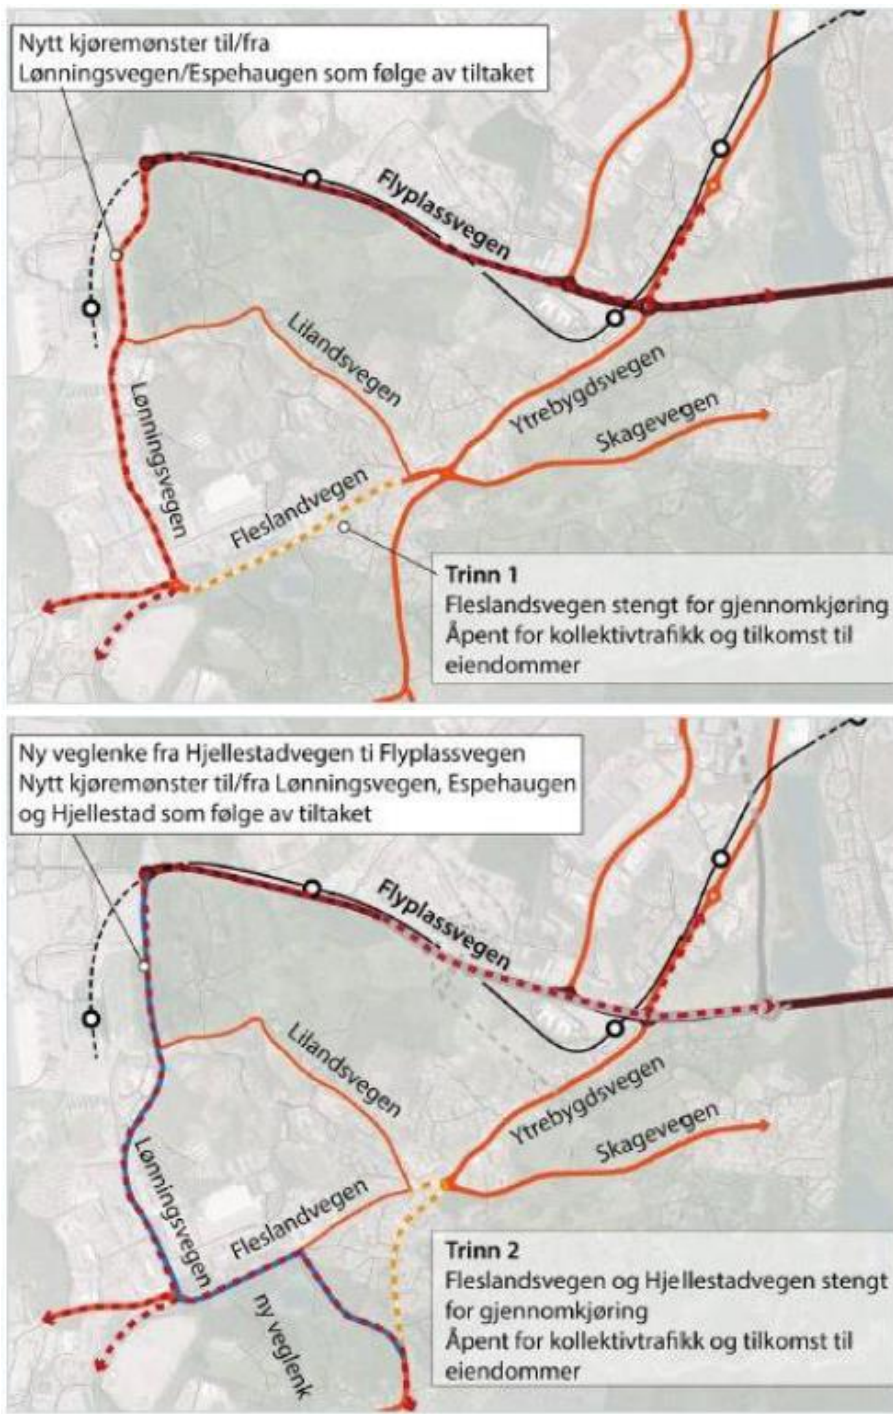 Nytt kjøremønster til/fra
Lønningsvegen/Espehaugen som følge av tiltaket
Flyplassvegen
Lilandsvegen
Ytrebygdsvegen
Skagevegen
Lønningsvegen
Fleslandvegen
Trinn 1
Fleslandsvegen stengt for gjennomkjøring
Åpent for kollektivtrafikk og tilkomst til
eiendommer
Ny veglenke fra Hjellestadvegen ti Flyplassvegen
Nytt kjøremønster til/fra Lønningsvegen, Espehaugen
og Hjellestad som følge av tiltaket
Flyplassvegen
Lilandsvegen
Ytrebygdsvegen
Skagevegen
Lønningsvegen
Fleslandvegen
ny veglenk
Trinn 2
Fleslandsvegen og Hjellestadvegen stengt
for gjennomkjøring
Åpent for kollektivtrafikk og tilkomst til
eiendommer